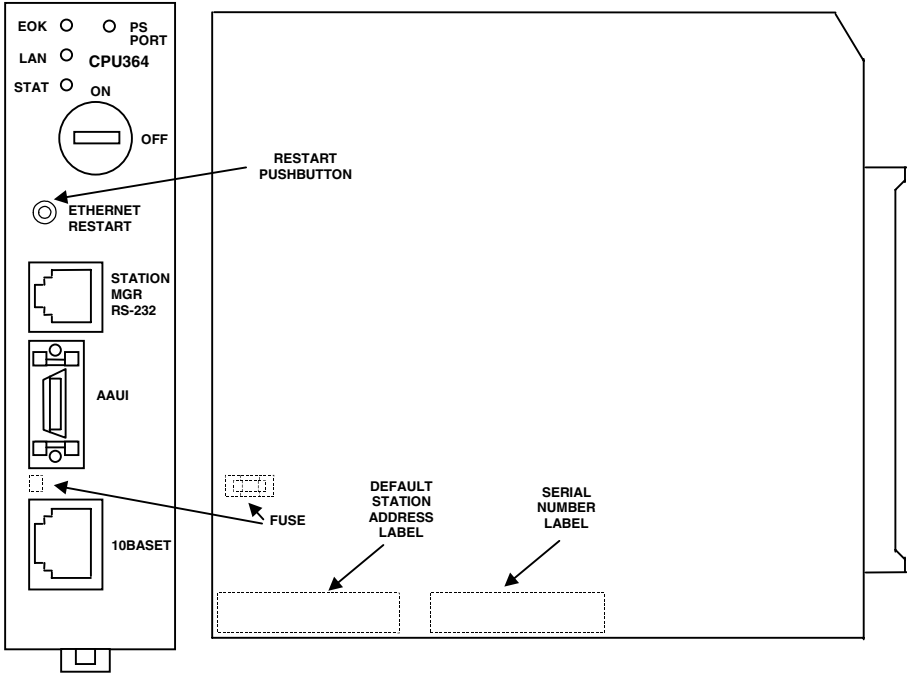 EOK
PS
PORT
LAN
CPU364
STAT
ON
OFF
RESTART
PUSHBUTTON
ETHERNET
RESTART
STATION
MGR
RS-232
AAUI
FUSE
DEFAULT
STATION
ADDRESS
LABEL
SERIAL
NUMBER
LABEL
10BASET